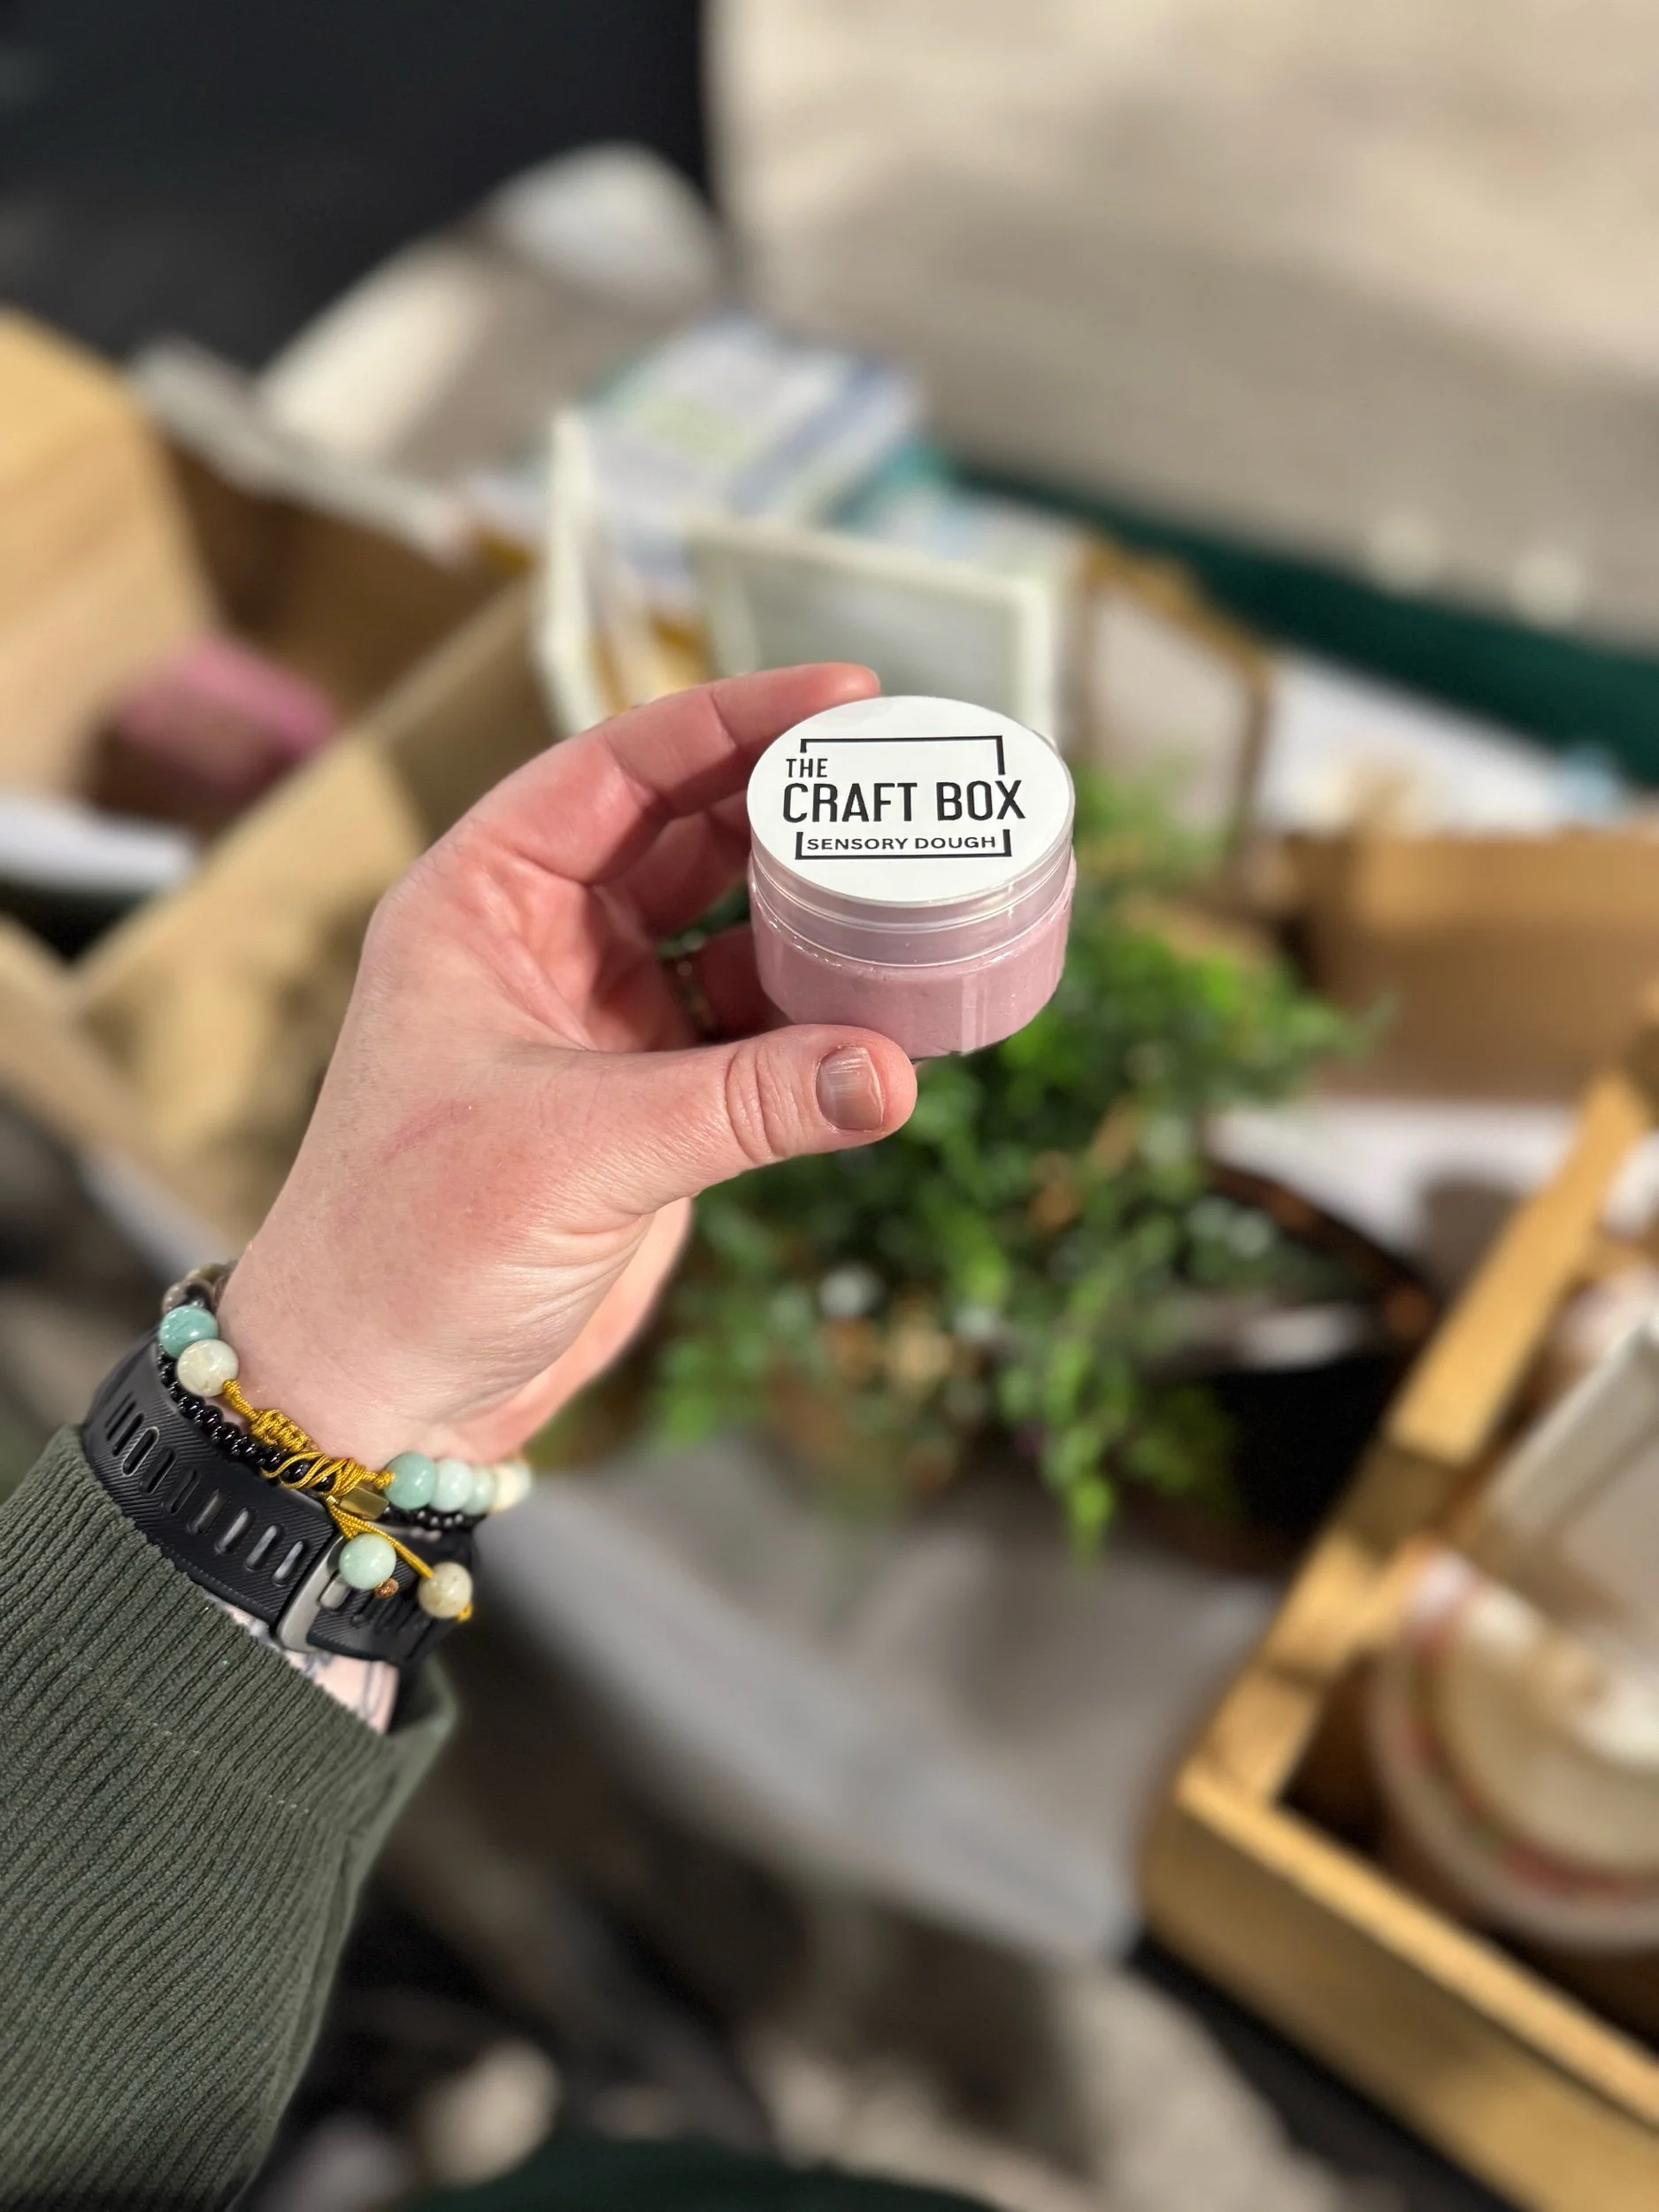 THE
CRAFT BOX
SENSORY DOUGH